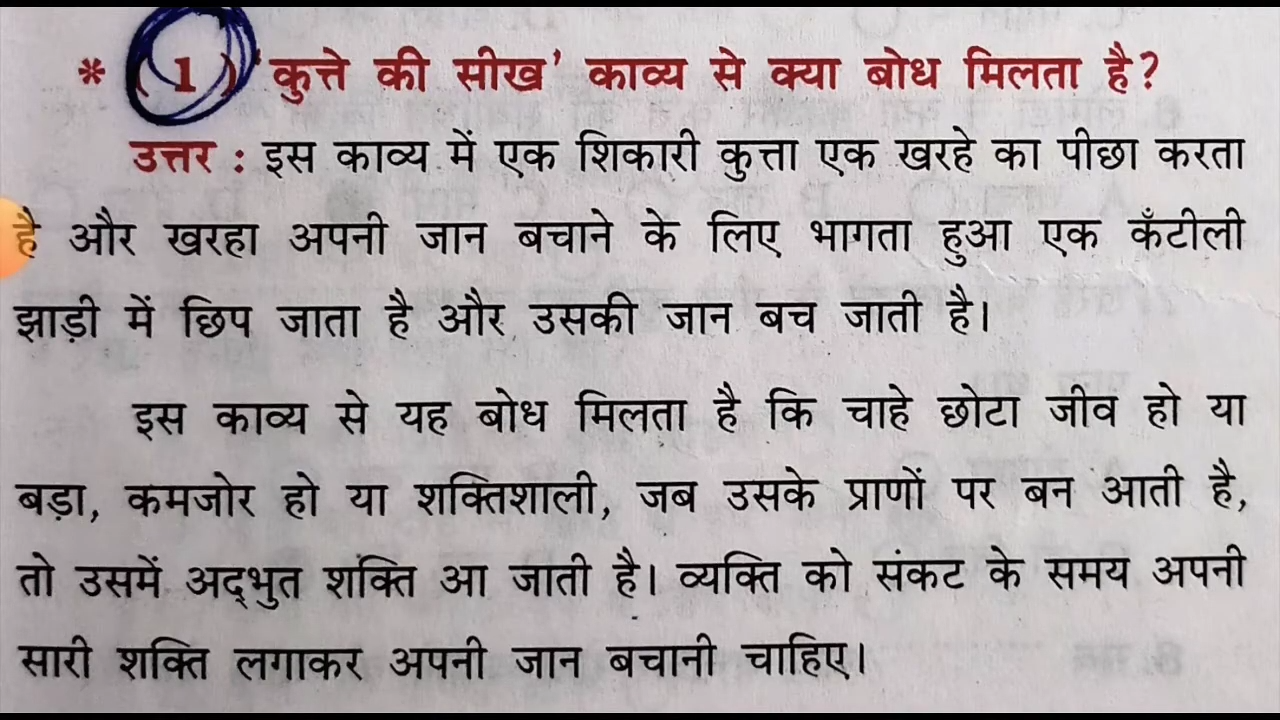 * (1) 'कुत्ते की सीख' काव्य से क्या बोध मिलता है?
उत्तर : इस काव्य में एक शिकारी कुत्ता एक खरहे का पीछा करता
है और खरहा अपनी जान बचाने के लिए भागता हुआ एक कँटीली
झाड़ी में छिप जाता है और उसकी जान बच जाती है।
इस काव्य से यह बोध मिलता है कि चाहे छोटा जीव हो या
बड़ा, कमजोर हो या शक्तिशाली, जब उसके प्राणों पर बन आती है,
तो उसमें अद्‌भुत शक्ति आ जाती है। व्यक्ति को संकट के समय अपनी
सारी शक्ति लगाकर अपनी जान बचानी चाहिए।